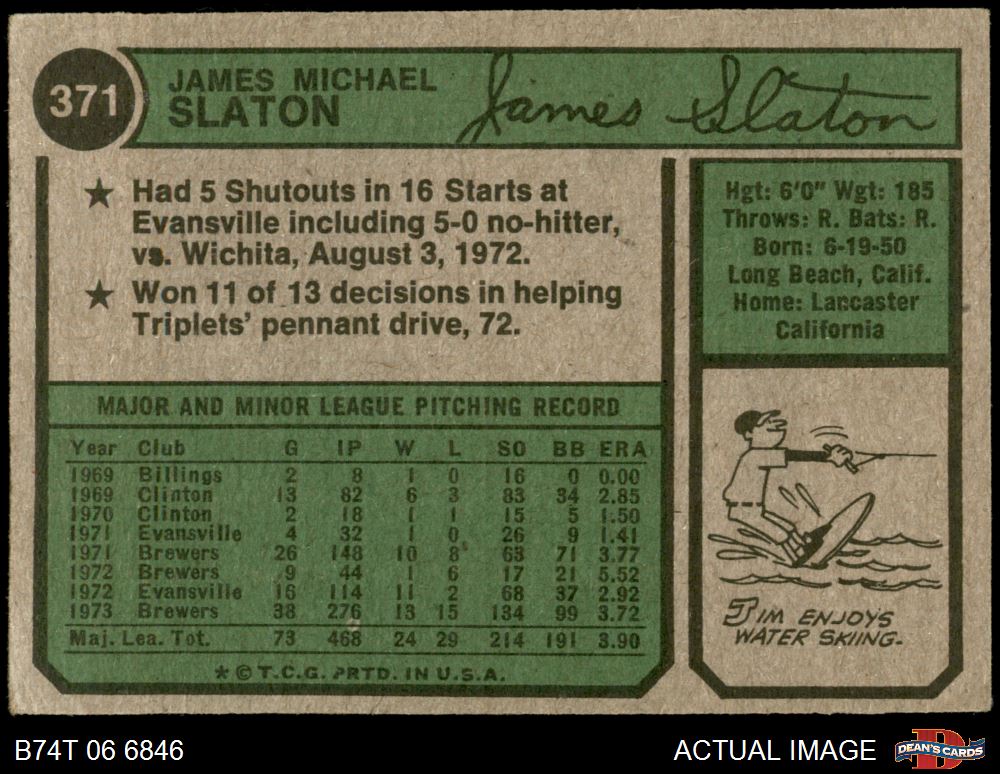 371
JAMES MICHAEL
SLATON
James Slaton
★ Had 5 Shutouts in 16 Starts at
Evansville including 5-0 no-hitter,
vs. Wichita, August 3, 1972.
★ Won 11 of 13 decisions in helping
Triplets' pennant drive, 72.
Hgt: 6'0" Wgt: 185
Throws: R. Bats: R.
Born: 6-19-50
Long Beach, Calif.
Home: Lancaster
California
MAJOR AND MINOR LEAGUE PITCHING RECORD
Year Club G IP W L SO BB ERA
1969 Billings 2 8 1 0 16 0 0.00
1969 Clinton 13 82 6 3 83 34 2.85
1970 Clinton 2 18 1 1 15 5 1.50
1971 Evansville 4 32 1 0 26 9 1.41
1971 Brewers 26 148 10 8 63 71 3.77
1972 Brewers 9 44 1 6 17 21 5.52
1972 Evansville 16 114 11 2 68 37 2.92
1973 Brewers 38 276 13 15 134 99 3.72
Maj. Lea. Tot. 73 468 24 29 214 191 3.90
* © T.C.G. PRTD. IN U.S.A.
JIM ENJOYS
WATER SKIING.
B74T 06 6846
ACTUAL IMAGE
DEAN'S CARDS